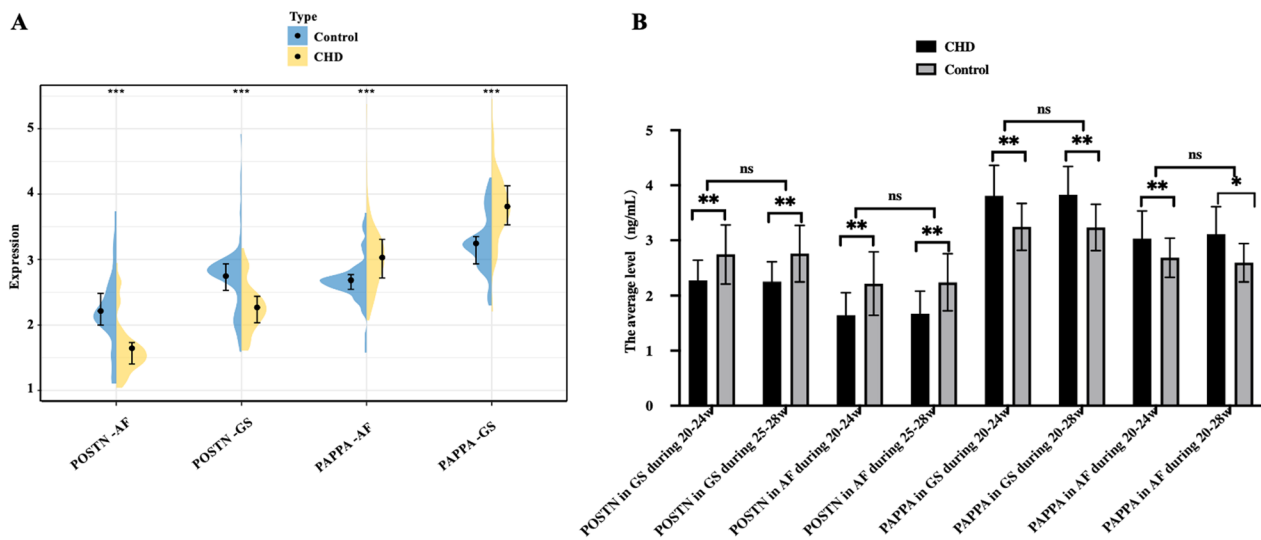 A
Type
Control
CHD
*** *** *** ***
Expression
5
4
3
2
1
POSTN -AF
POSTN -GS
PAPPA -AF
PAPPA -GS
B
CHD
Control
The average level（ng/mL）
5
4
3
2
1
0
ns
ns
ns
ns
**
**
**
**
**
**
**
*
POSTN in GS during 20-24w
POSTN in GS during 25-28w
POSTN in AF during 20-24w
POSTN in AF during 25-28w
PAPPA in GS during 20-24w
PAPPA in GS during 20-28w
PAPPA in AF during 20-24w
PAPPA in AF during 20-28w